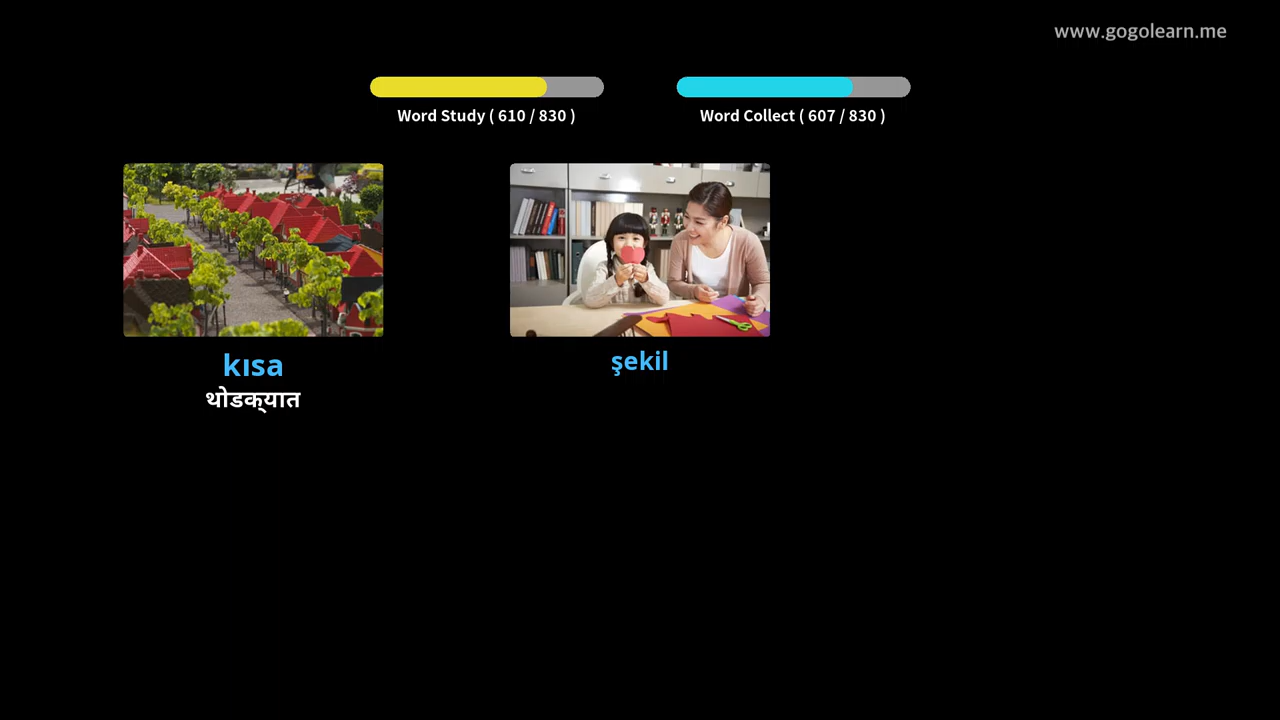 www.gogolearn.me
Word Study ( 610 / 830 )
Word Collect ( 607 / 830 )
kısa
थोडक्यात
şekil